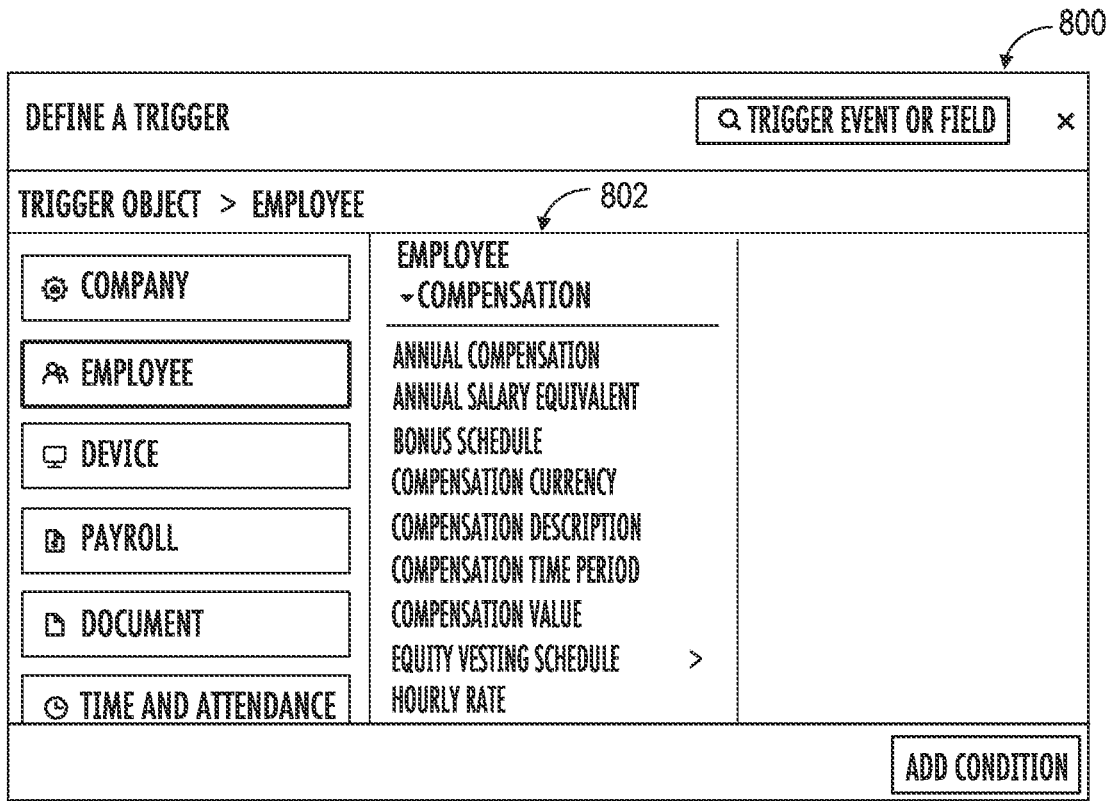 800
DEFINE A TRIGGER
TRIGGER EVENT OR FIELD ×
TRIGGER OBJECT > EMPLOYEE
802
COMPANY
EMPLOYEE
DEVICE
PAYROLL
DOCUMENT
TIME AND ATTENDANCE
EMPLOYEE
COMPENSATION
ANNUAL COMPENSATION
ANNUAL SALARY EQUIVALENT
BONUS SCHEDULE
COMPENSATION CURRENCY
COMPENSATION DESCRIPTION
COMPENSATION TIME PERIOD
COMPENSATION VALUE
EQUITY VESTING SCHEDULE >
HOURLY RATE
ADD CONDITION